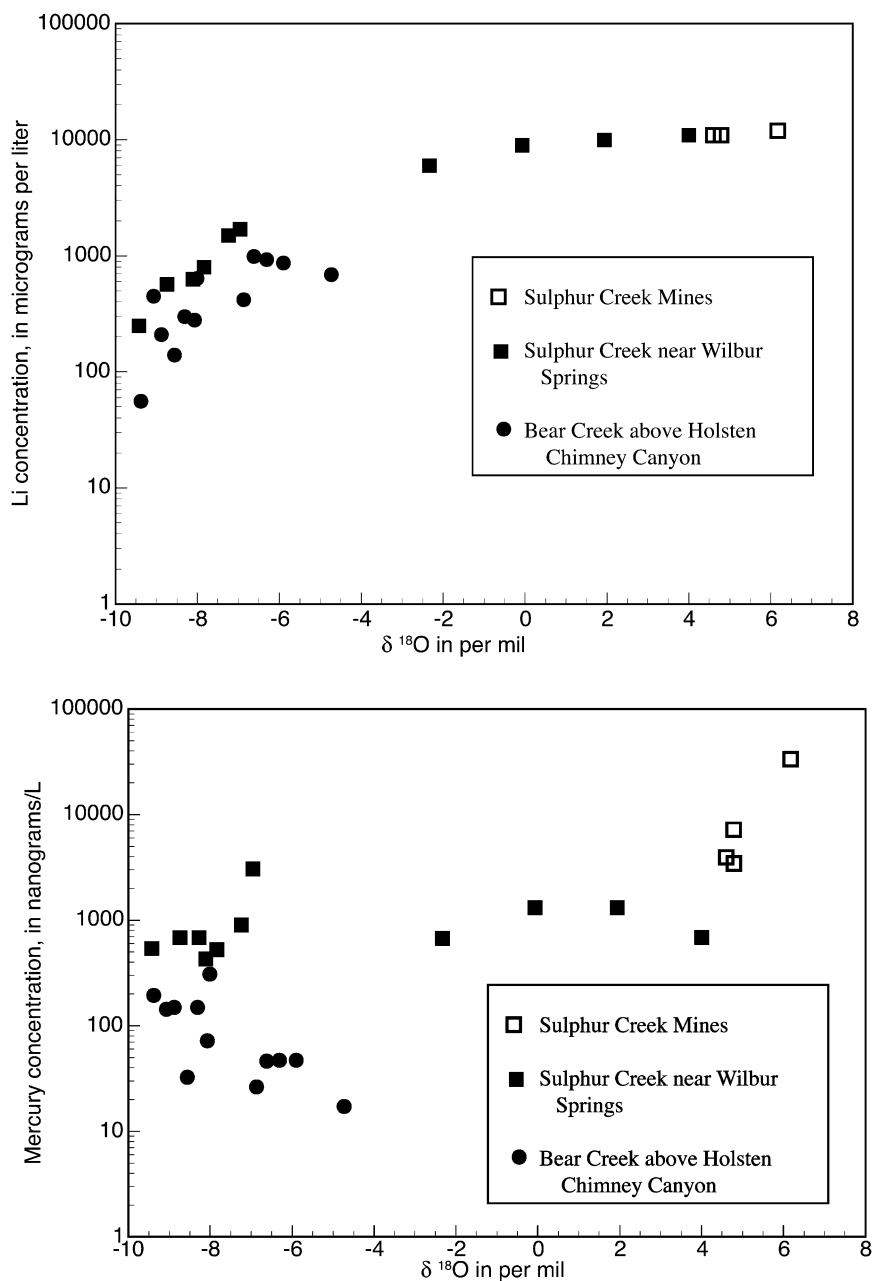 100000
10000
1000
100
10
1
Li concentration, in micrograms per liter
Sulphur Creek Mines
Sulphur Creek near Wilbur
Springs
Bear Creek above Holsten
Chimney Canyon
-10 -8 -6 -4 -2 0 2 4 6 8
δ 18O in per mil
100000
10000
1000
100
10
1
Mercury concentration, in nanograms/L
Sulphur Creek Mines
Sulphur Creek near Wilbur
Springs
Bear Creek above Holsten
Chimney Canyon
-10 -8 -6 -4 -2 0 2 4 6 8
δ 18O in per mil